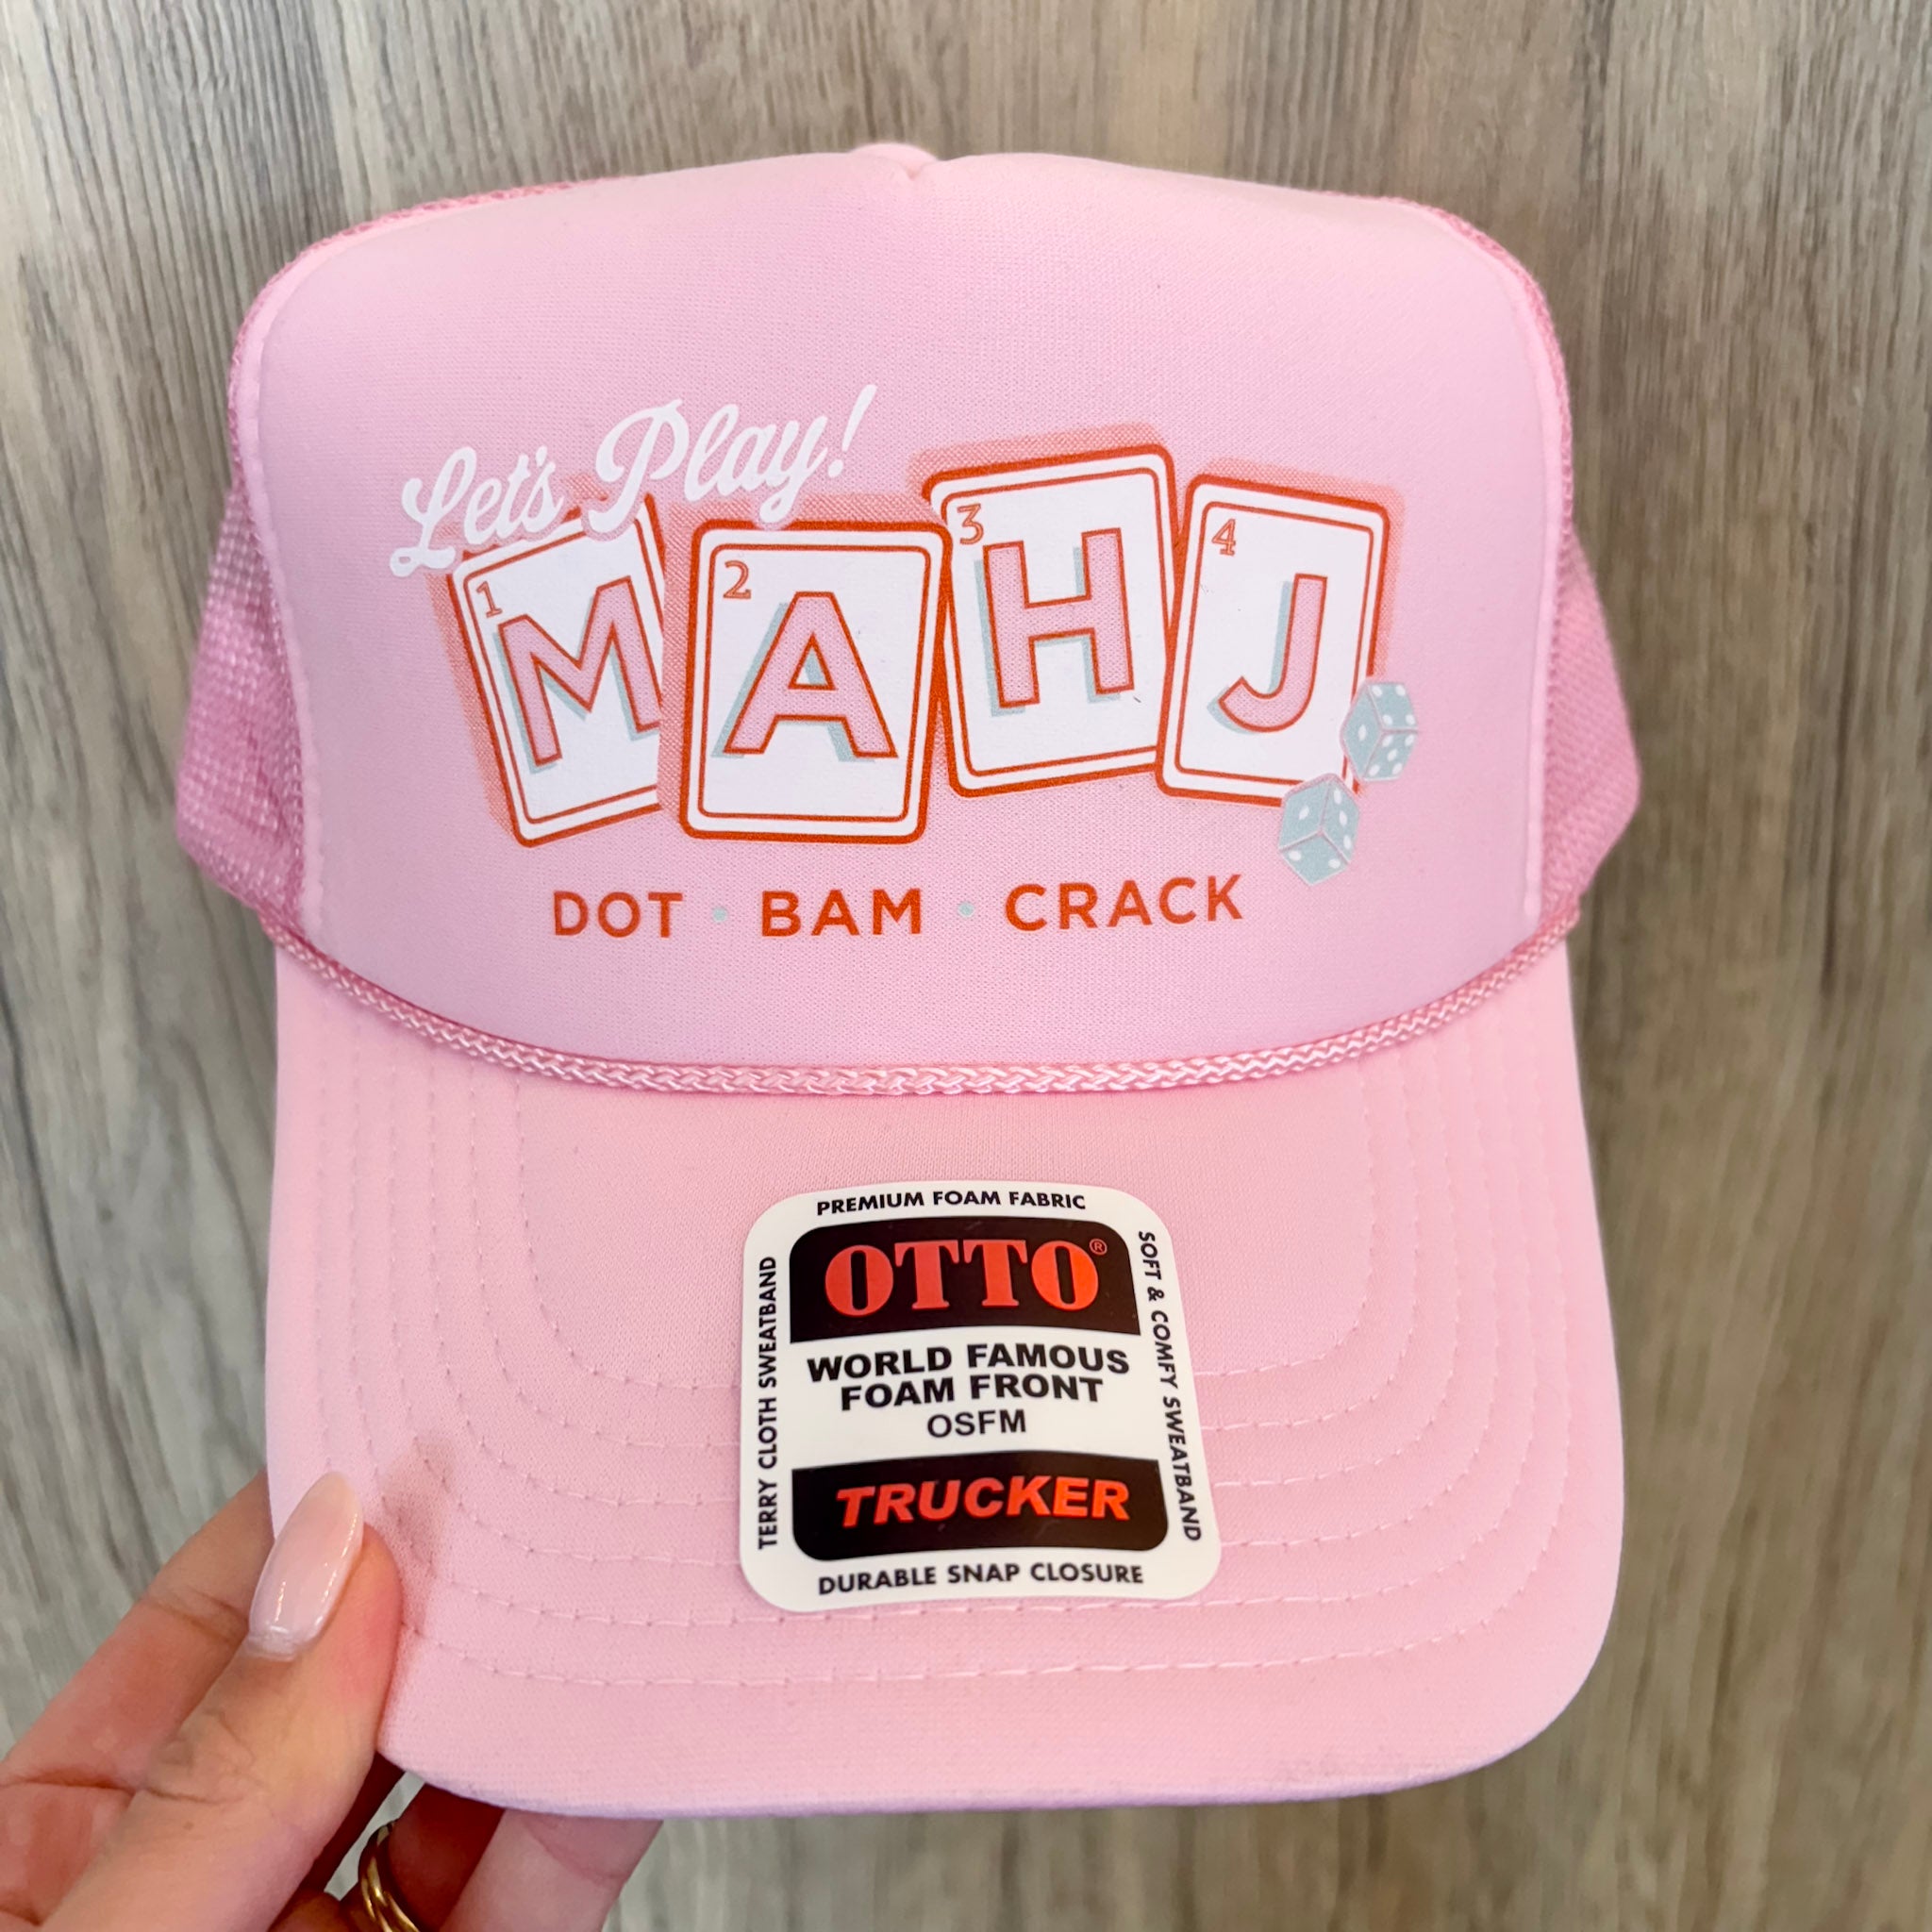 Let's Play!
1 2 3 4
M A H J
DOT • BAM • CRACK
PREMIUM FOAM FABRIC
OTTO®
WORLD FAMOUS
FOAM FRONT
OSFM
TRUCKER
DURABLE SNAP CLOSURE
TERRY CLOTH SWEATBAND
SOFT & COMFY SWEATBAND